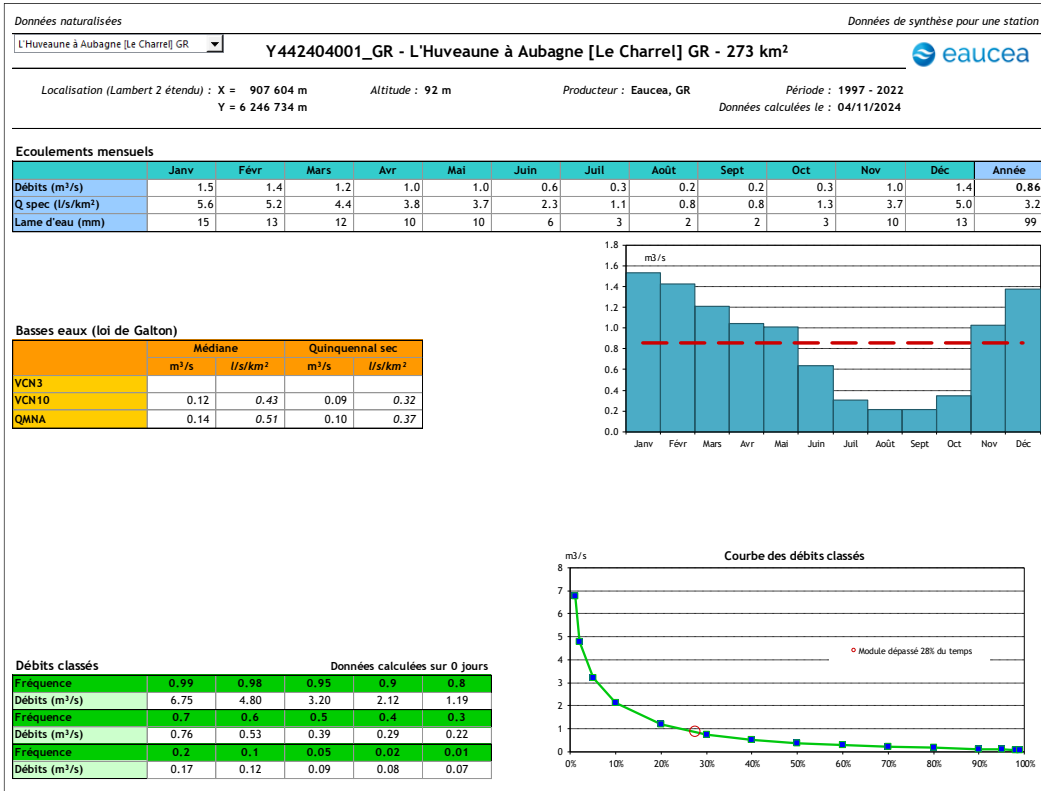 Données naturalisées
Données de synthèse pour une station
L'Huveaune à Aubagne [Le Charrel] GR
Y442404001_GR - L'Huveaune à Aubagne [Le Charrel] GR - 273 km²
eaucea
Localisation (Lambert 2 étendu) : X = 907 604 m Altitude : 92 m Producteur : Eaucea, GR Période : 1997 - 2022
Y = 6 246 734 m Données calculées le : 04/11/2024
Ecoulements mensuels
Janv Févr Mars Avr Mai Juin Juil Août Sept Oct Nov Déc Année
Débits (m³/s) 1.5 1.4 1.2 1.0 1.0 0.6 0.3 0.2 0.2 0.3 1.0 1.4 0.86
Q spec (l/s/km²) 5.6 5.2 4.4 3.8 3.7 2.3 1.1 0.8 0.8 1.3 3.7 5.0 3.2
Lame d'eau (mm) 15 13 12 10 10 6 3 2 2 3 10 13 99
m3/s
1.8
1.6
1.4
1.2
1.0
0.8
0.6
0.4
0.2
0.0
Janv Févr Mars Avr Mai Juin Juil Août Sept Oct Nov Déc
Basses eaux (loi de Galton)
Médiane Quinquennal sec
m³/s l/s/km² m³/s l/s/km²
VCN3
VCN10 0.12 0.43 0.09 0.32
QMNA 0.14 0.51 0.10 0.37
m3/s
Courbe des débits classés
8
7
6
5
4
3
2
1
0
Module dépassé 28% du temps
0% 10% 20% 30% 40% 50% 60% 70% 80% 90% 100%
Débits classés Données calculées sur 0 jours
Fréquence 0.99 0.98 0.95 0.9 0.8
Débits (m³/s) 6.75 4.80 3.20 2.12 1.19
Fréquence 0.7 0.6 0.5 0.4 0.3
Débits (m³/s) 0.76 0.53 0.39 0.29 0.22
Fréquence 0.2 0.1 0.05 0.02 0.01
Débits (m³/s) 0.17 0.12 0.09 0.08 0.07